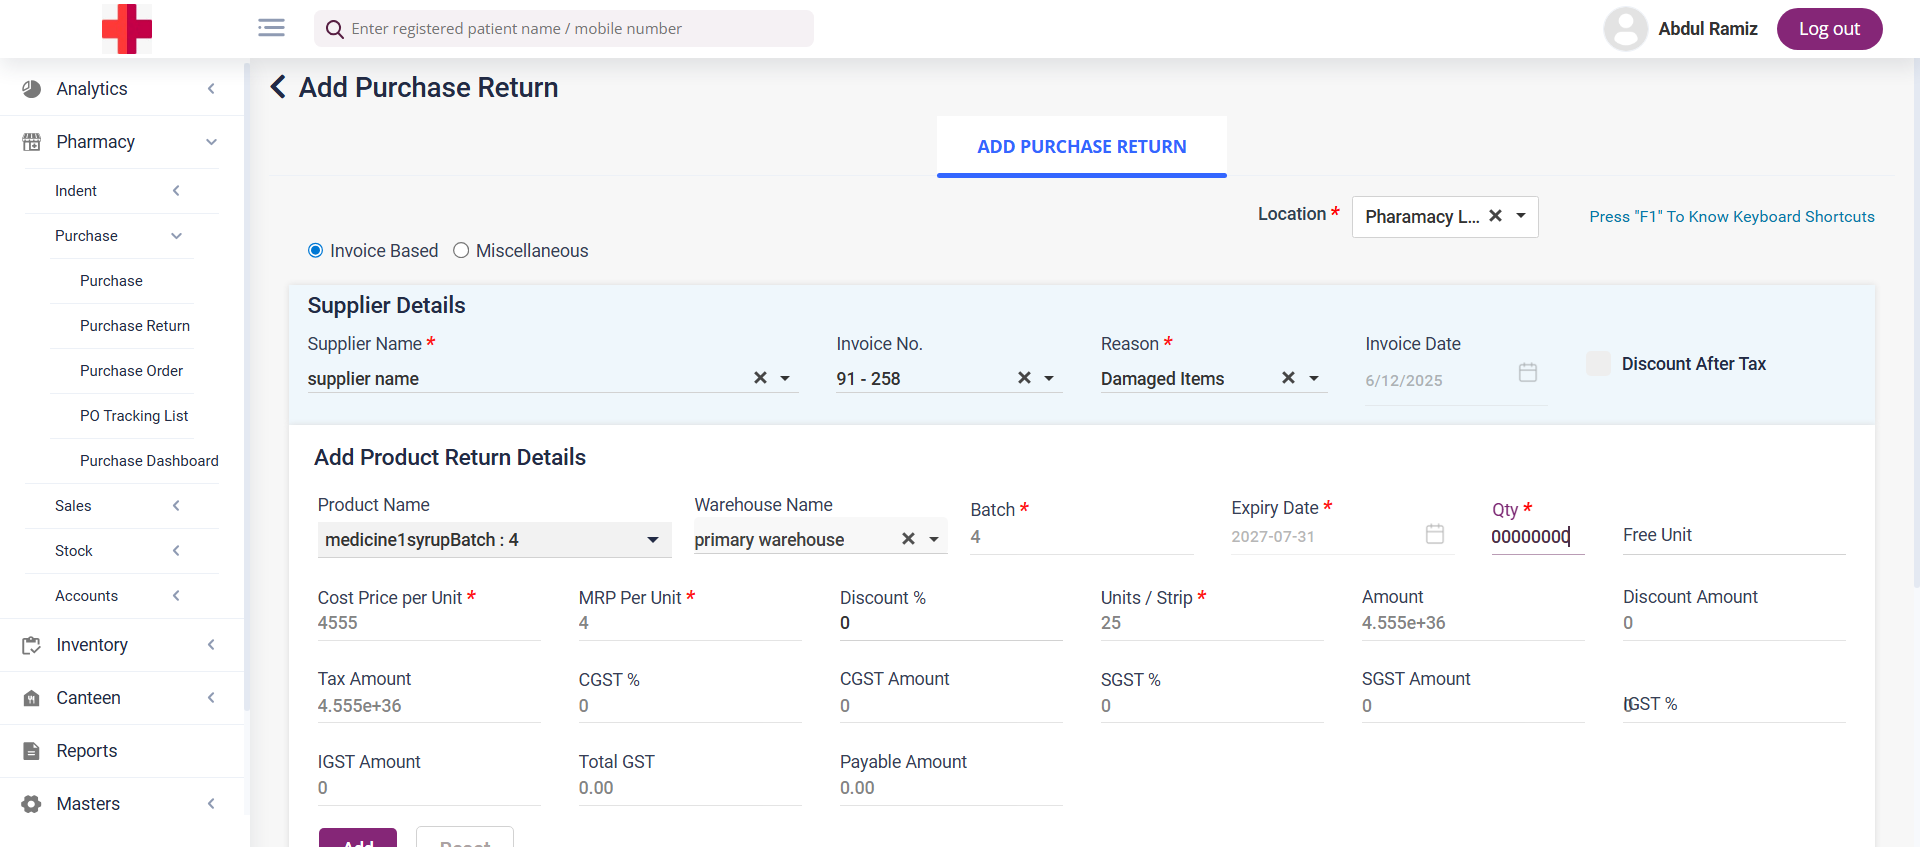 Enter registered patient name / mobile number
Abdul Ramiz
Log out
Analytics
Pharmacy
Indent
Purchase
Purchase
Purchase Return
Purchase Order
PO Tracking List
Purchase Dashboard
Sales
Stock
Accounts
Inventory
Canteen
Reports
Masters
Add Purchase Return
ADD PURCHASE RETURN
Location * Pharamacy L... Press "F1" To Know Keyboard Shortcuts
Invoice Based Miscellaneous
Supplier Details
Supplier Name * Invoice No. Reason * Invoice Date
supplier name 91 - 258 Damaged Items 6/12/2025 Discount After Tax
Add Product Return Details
Product Name Warehouse Name Batch * Expiry Date * Qty *
medicine1syrupBatch : 4 primary warehouse 4 2027-07-31 00000000 Free Unit
Cost Price per Unit * MRP Per Unit * Discount % Units / Strip * Amount Discount Amount
4555 4 0 25 4.555e+36 0
Tax Amount CGST % CGST Amount SGST % SGST Amount IGST %
4.555e+36 0 0 0 0 0
IGST Amount Total GST Payable Amount
0 0.00 0.00
Add Reset